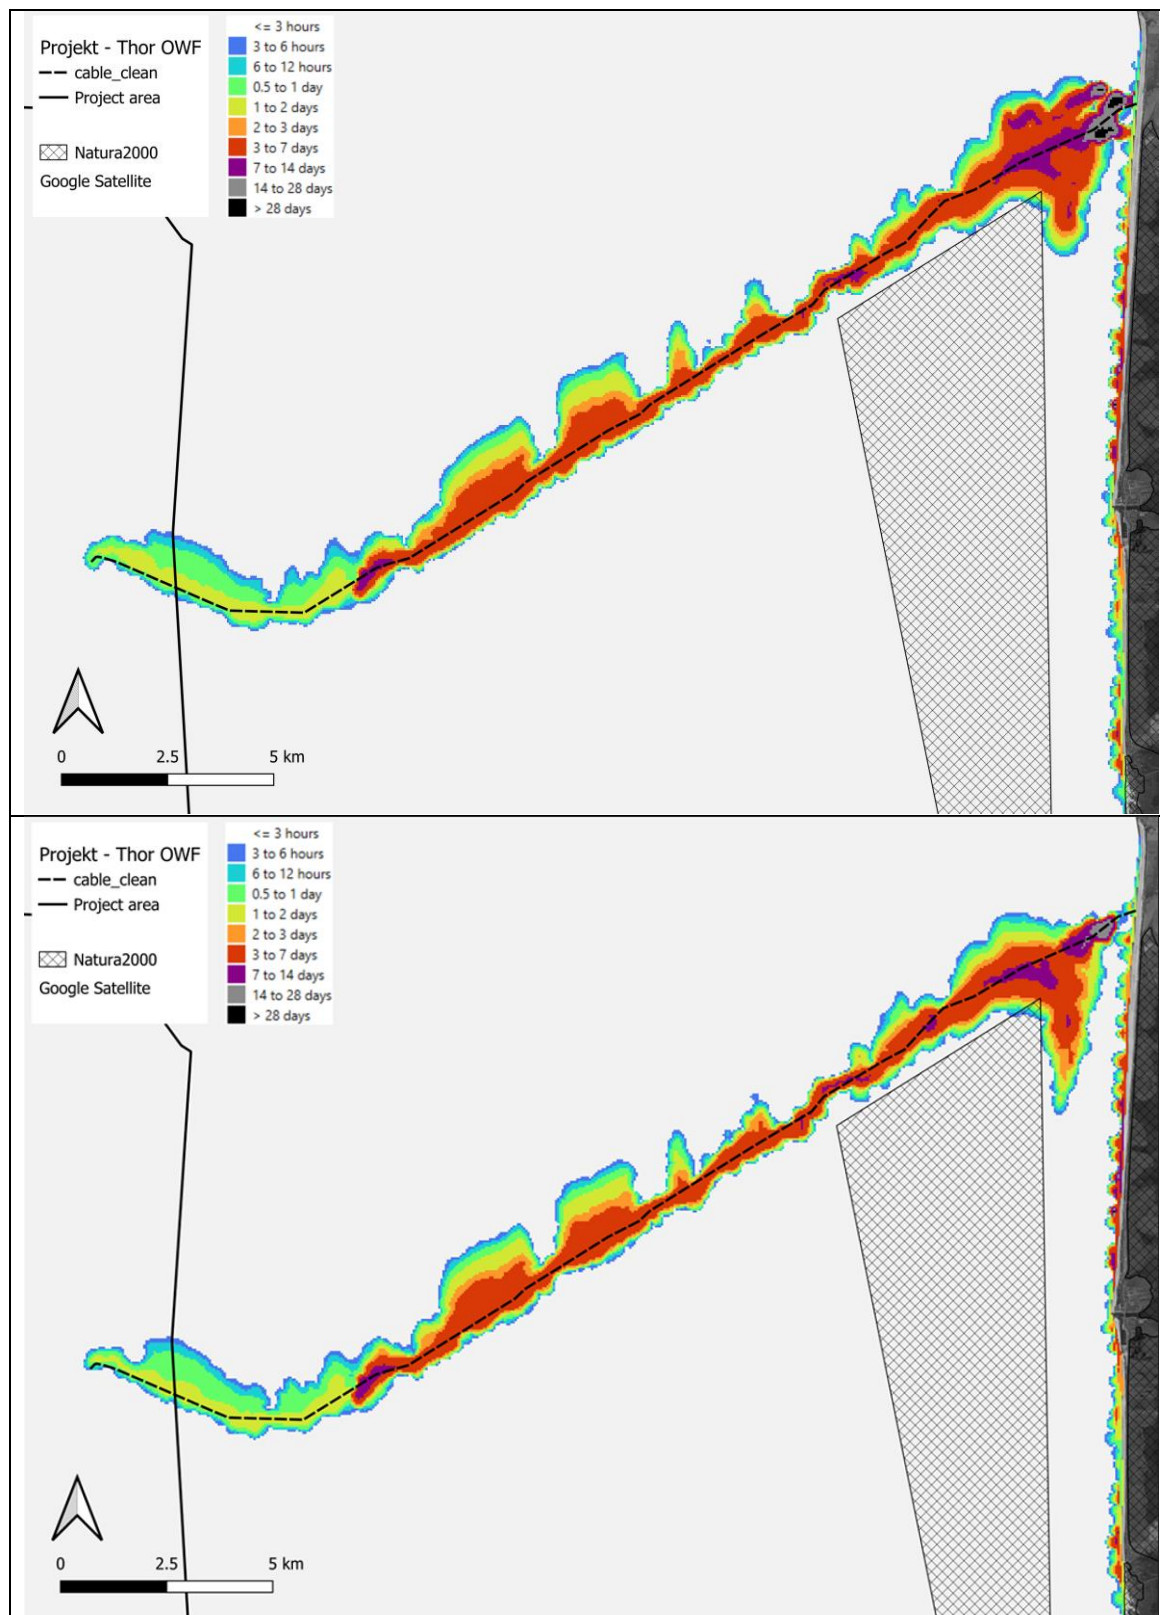 Projekt - Thor OWF
cable_clean
Project area
Natura2000
Google Satellite
<= 3 hours
3 to 6 hours
6 to 12 hours
0.5 to 1 day
1 to 2 days
2 to 3 days
3 to 7 days
7 to 14 days
14 to 28 days
> 28 days
0 2.5 5 km
Projekt - Thor OWF
cable_clean
Project area
Natura2000
Google Satellite
<= 3 hours
3 to 6 hours
6 to 12 hours
0.5 to 1 day
1 to 2 days
2 to 3 days
3 to 7 days
7 to 14 days
14 to 28 days
> 28 days
0 2.5 5 km